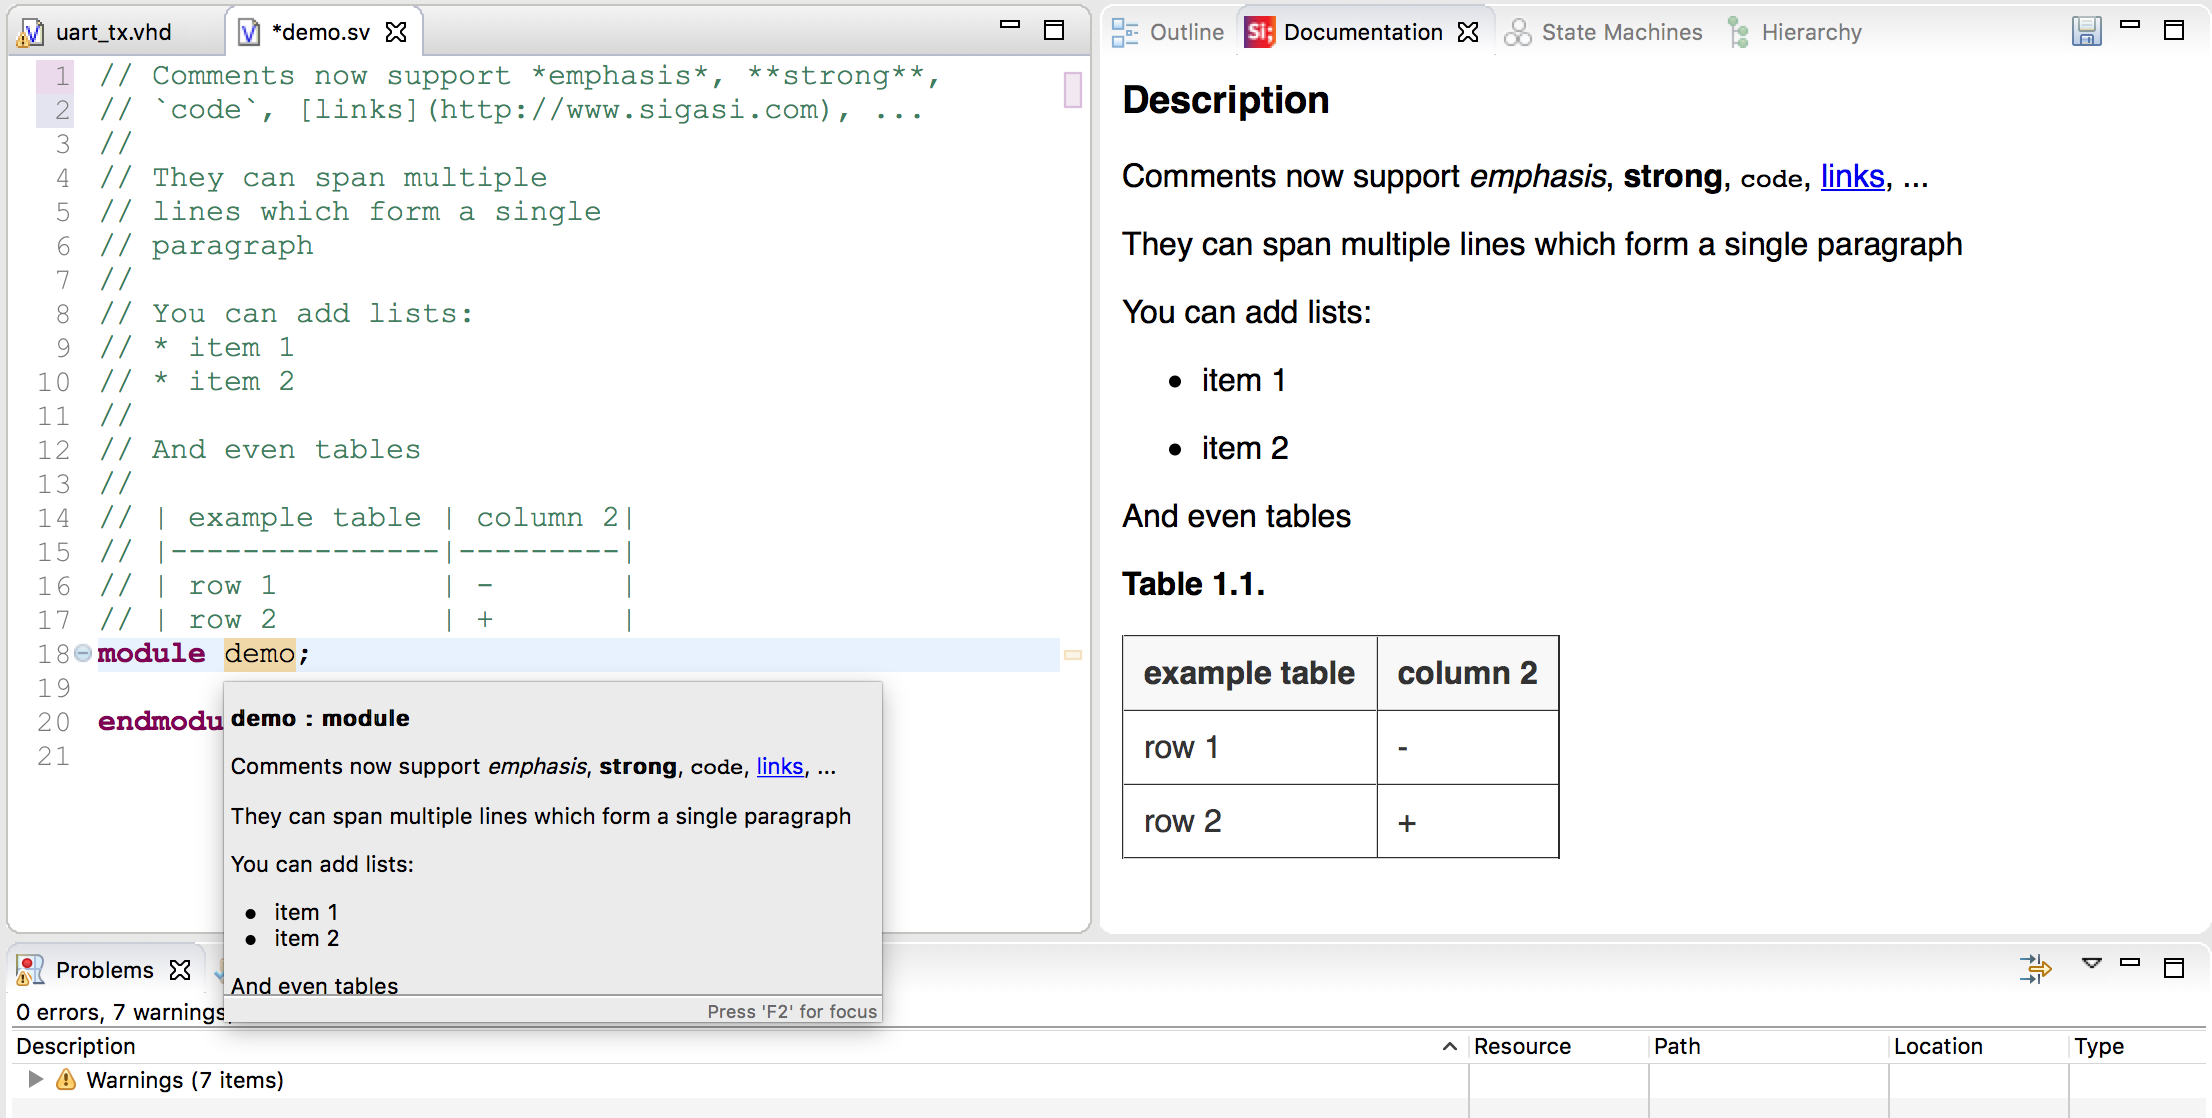 uart_tx.vhd
*demo.sv
1 // Comments now support *emphasis*, **strong**,
2 // `code`, [links](http://www.sigasi.com), ...
3 //
4 // They can span multiple
5 // lines which form a single
6 // paragraph
7 //
8 // You can add lists:
9 // * item 1
10 // * item 2
11 //
12 // And even tables
13 //
14 // | example table | column 2|
15 // |---------------|---------|
16 // | row 1 | - |
17 // | row 2 | + |
18 module demo;
19
20 endmodu
21
demo : module
Comments now support emphasis, strong, code, links, ...
They can span multiple lines which form a single paragraph
You can add lists:
● item 1
● item 2
And even tables
Press 'F2' for focus
Outline
Si; Documentation
State Machines
Hierarchy
Description
Comments now support emphasis, strong, code, links, ...
They can span multiple lines which form a single paragraph
You can add lists:
• item 1
• item 2
And even tables
Table 1.1.
example table column 2
row 1 -
row 2 +
Problems
0 errors, 7 warnings,
Description Resource Path Location Type
Warnings (7 items)